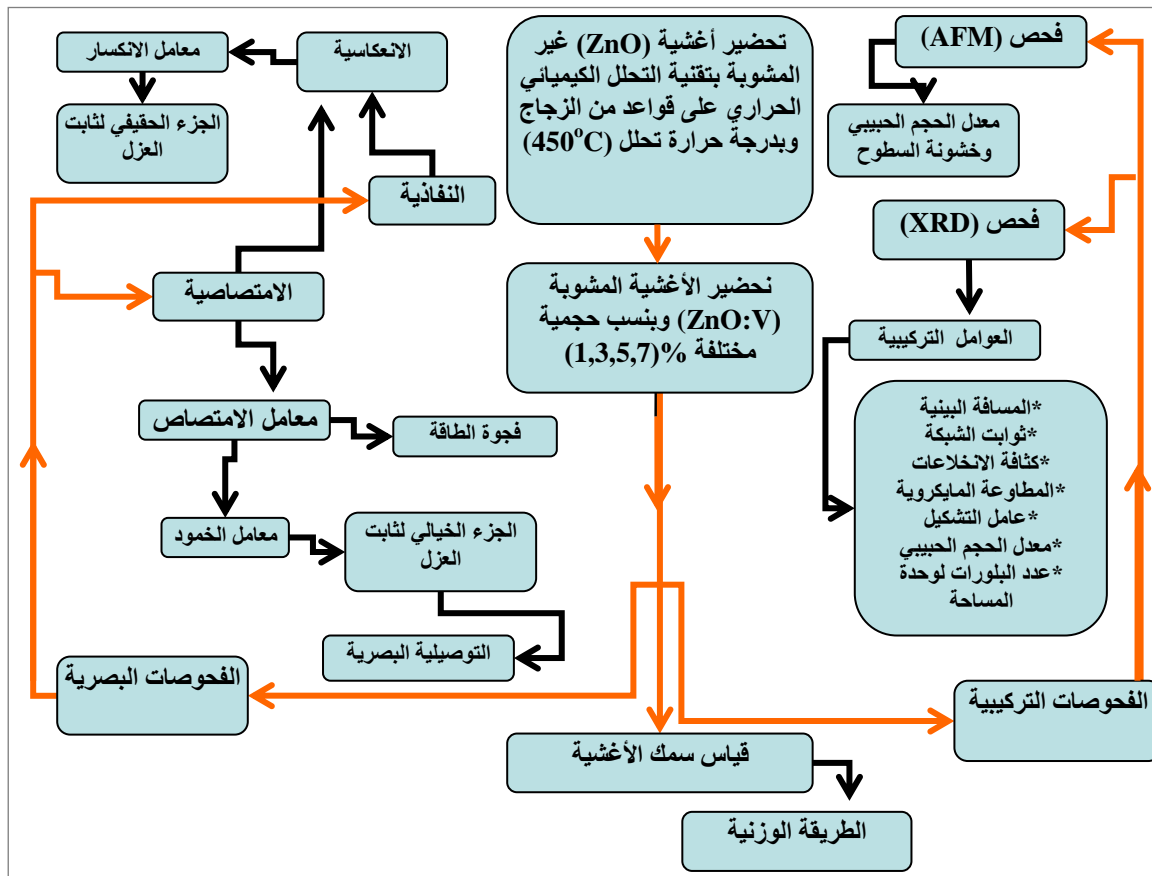 تحضير أغشية (ZnO) غير
المشوبة بتقنية التحلل الكيميائي
الحراري على قواعد من الزجاج
وبدرجة حرارة تحلل (450°C)
نحضير الأغشية المشوبة
(ZnO:V) وبنسب حجمية
مختلفة %(1,3,5,7)
فحص (AFM)
معدل الحجم الحبيبي
وخشونة السطوح
فحص (XRD)
العوامل التركيبية
*المسافة البينية
*ثوابت الشبكة
*كثافة الانخلاعات
*المطاوعة المايكروية
*عامل التشكيل
*معدل الحجم الحبيبي
*عدد البلورات لوحدة
المساحة
الفحوصات التركيبية
الانعكاسية
معامل الانكسار
الجزء الحقيفي لثابت
العزل
النفاذية
الامتصاصية
معامل الامتصاص
فجوة الطاقة
معامل الخمود
الجزء الخيالي لثابت
العزل
التوصيلية البصرية
الفحوصات البصرية
قياس سمك الأغشية
الطريقة الوزنية